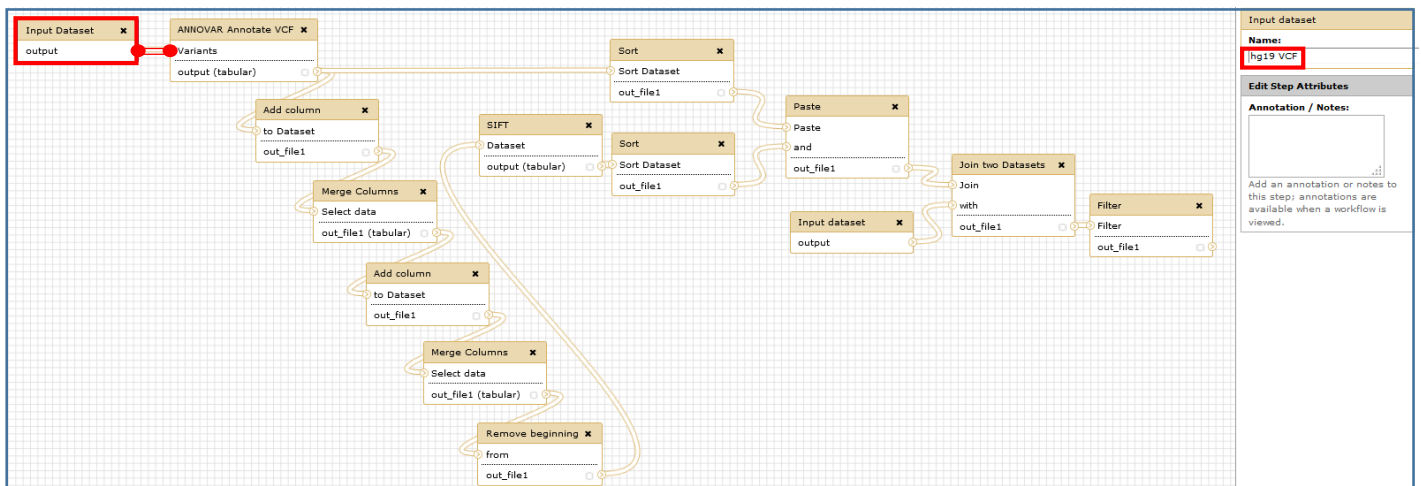 Input Dataset ✖
output
ANNOVAR Annotate VCF ✖
Variants
output (tabular)
Add column ✖
to Dataset
out_file1
Merge Columns ✖
Select data
out_file1 (tabular)
Add column ✖
to Dataset
out_file1
Merge Columns ✖
Select data
out_file1 (tabular)
Remove beginning ✖
from
out_file1
SIFT ✖
Dataset
output (tabular)
Sort ✖
Sort Dataset
out_file1
Sort ✖
Sort Dataset
out_file1
Paste ✖
Paste
and
out_file1
Input dataset ✖
output
Join two Datasets ✖
Join
with
out_file1
Filter ✖
Filter
out_file1
Input dataset
Name:
hg19 VCF
Edit Step Attributes
Annotation / Notes:
Add an annotation or notes to
this step; annotations are
available when a workflow is
viewed.